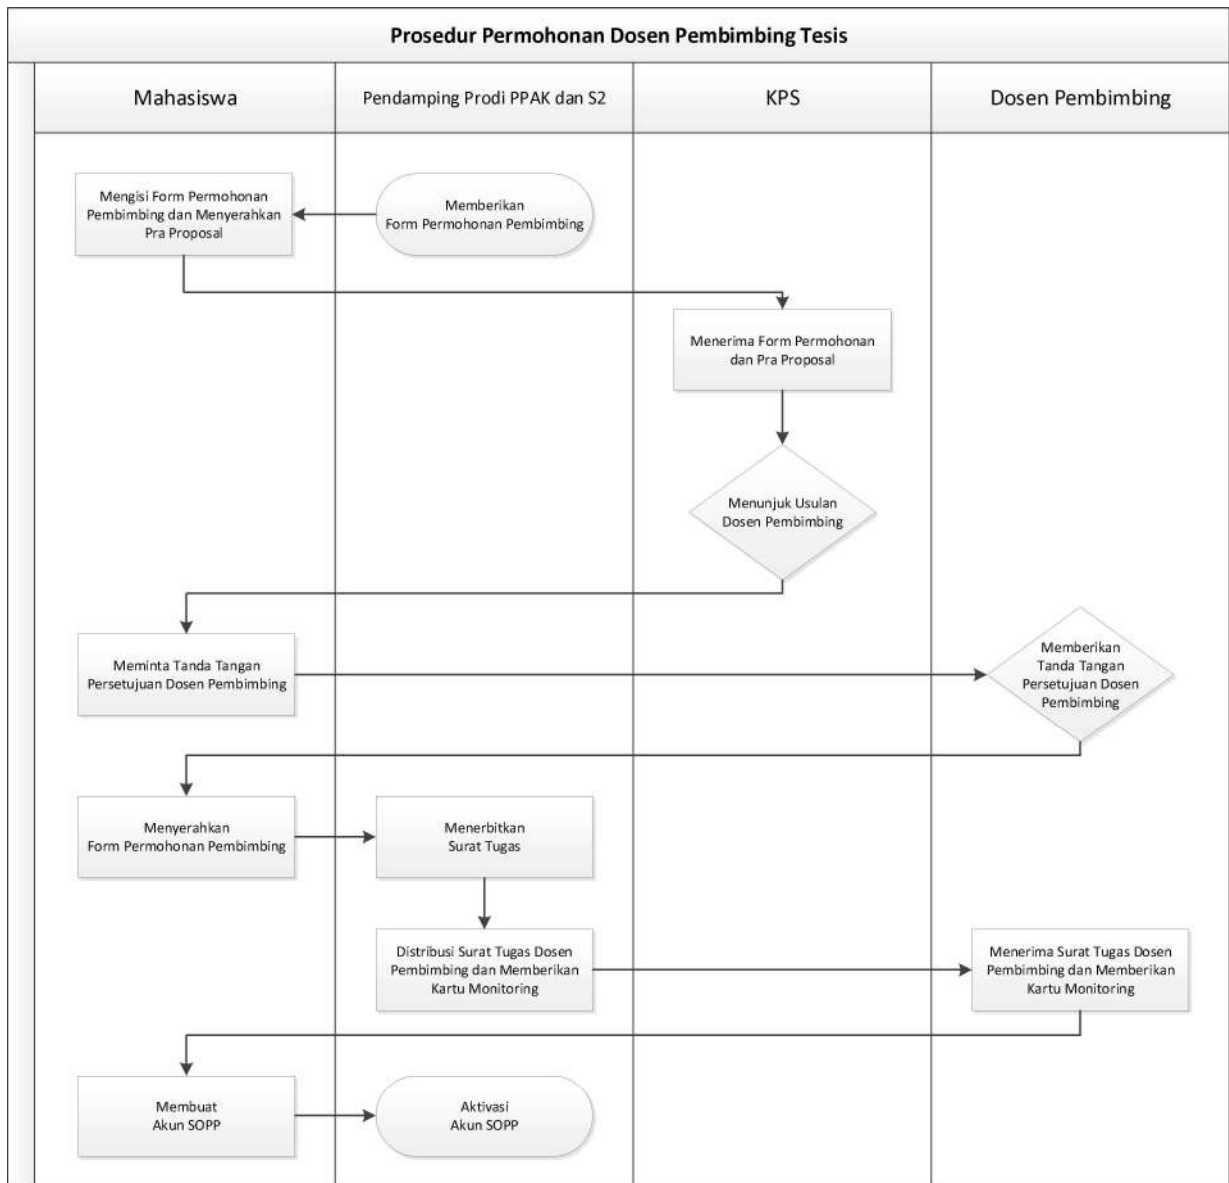 Prosedur Permohonan Dosen Pembimbing Tesis
Mahasiswa
Pendamping Prodi PPAK dan S2
KPS
Dosen Pembimbing
Memberikan
Form Permohonan Pembimbing
Mengisi Form Permohonan
Pembimbing dan Menyerahkan
Pra Proposal
Menerima Form Permohonan
dan Pra Proposal
Menunjuk Usulan
Dosen Pembimbing
Meminta Tanda Tangan
Persetujuan Dosen Pembimbing
Memberikan
Tanda Tangan
Persetujuan Dosen
Pembimbing
Menyerahkan
Form Permohonan Pembimbing
Menerbitkan
Surat Tugas
Distribusi Surat Tugas Dosen
Pembimbing dan Memberikan
Kartu Monitoring
Menerima Surat Tugas Dosen
Pembimbing dan Memberikan
Kartu Monitoring
Membuat
Akun SOPP
Aktivasi
Akun SOPP